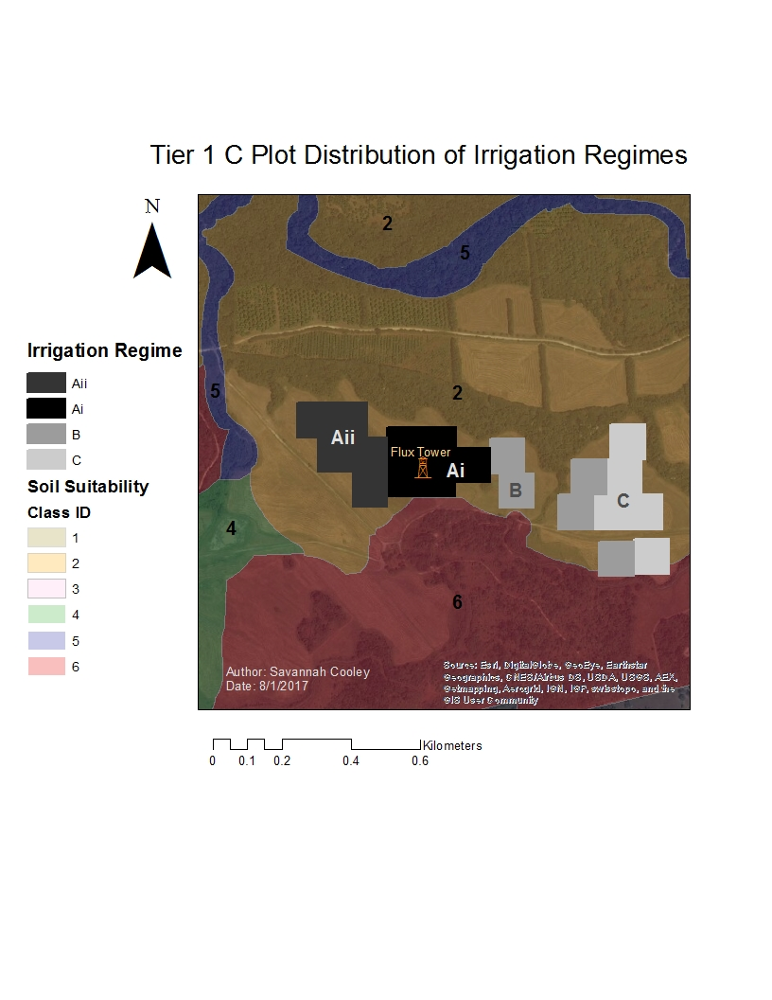 Tier 1 C Plot Distribution of Irrigation Regimes
N
2
5
Irrigation Regime
Aii
Ai
B
C
Soil Suitability
Class ID
1
2
3
4
5
6
5
2
Aii
Flux Tower
Ai
B
C
4
6
Author: Savannah Cooley
Date: 8/1/2017
Source: Esri, DigitalGlobe, GeoEye, Earthstar
Geographics, CNES/Airbus DS, USDA, USGS, AEX,
Getmapping, Aerogrid, IGN, IGP, swisstopo, and the
GIS User Community
Kilometers
0 0.1 0.2 0.4 0.6